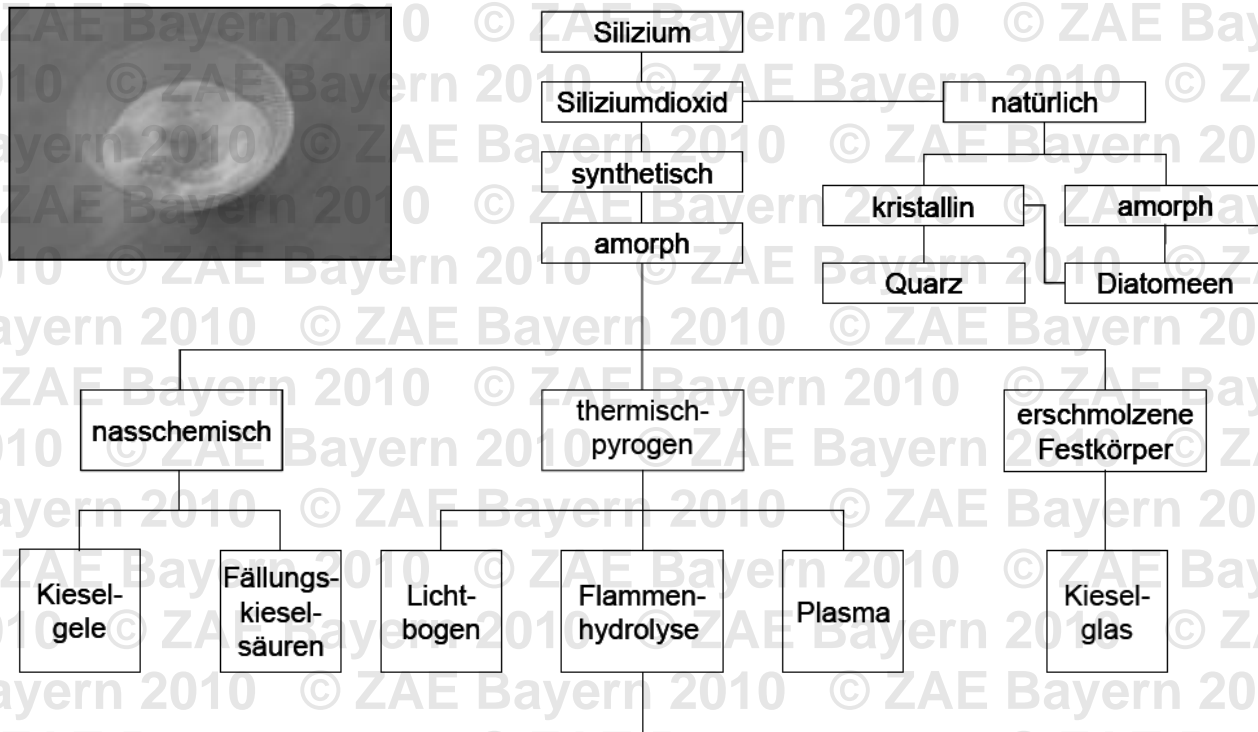 Silizium
Siliziumdioxid
natürlich
synthetisch
kristallin
amorph
amorph
Quarz
Diatomeen
nasschemisch
thermisch-
pyrogen
erschmolzene
Festkörper
Kiesel-
gele
Fällungs-
kiesel-
säuren
Licht-
bogen
Flammen-
hydrolyse
Plasma
Kiesel-
glas
© ZAE Bayern 2010